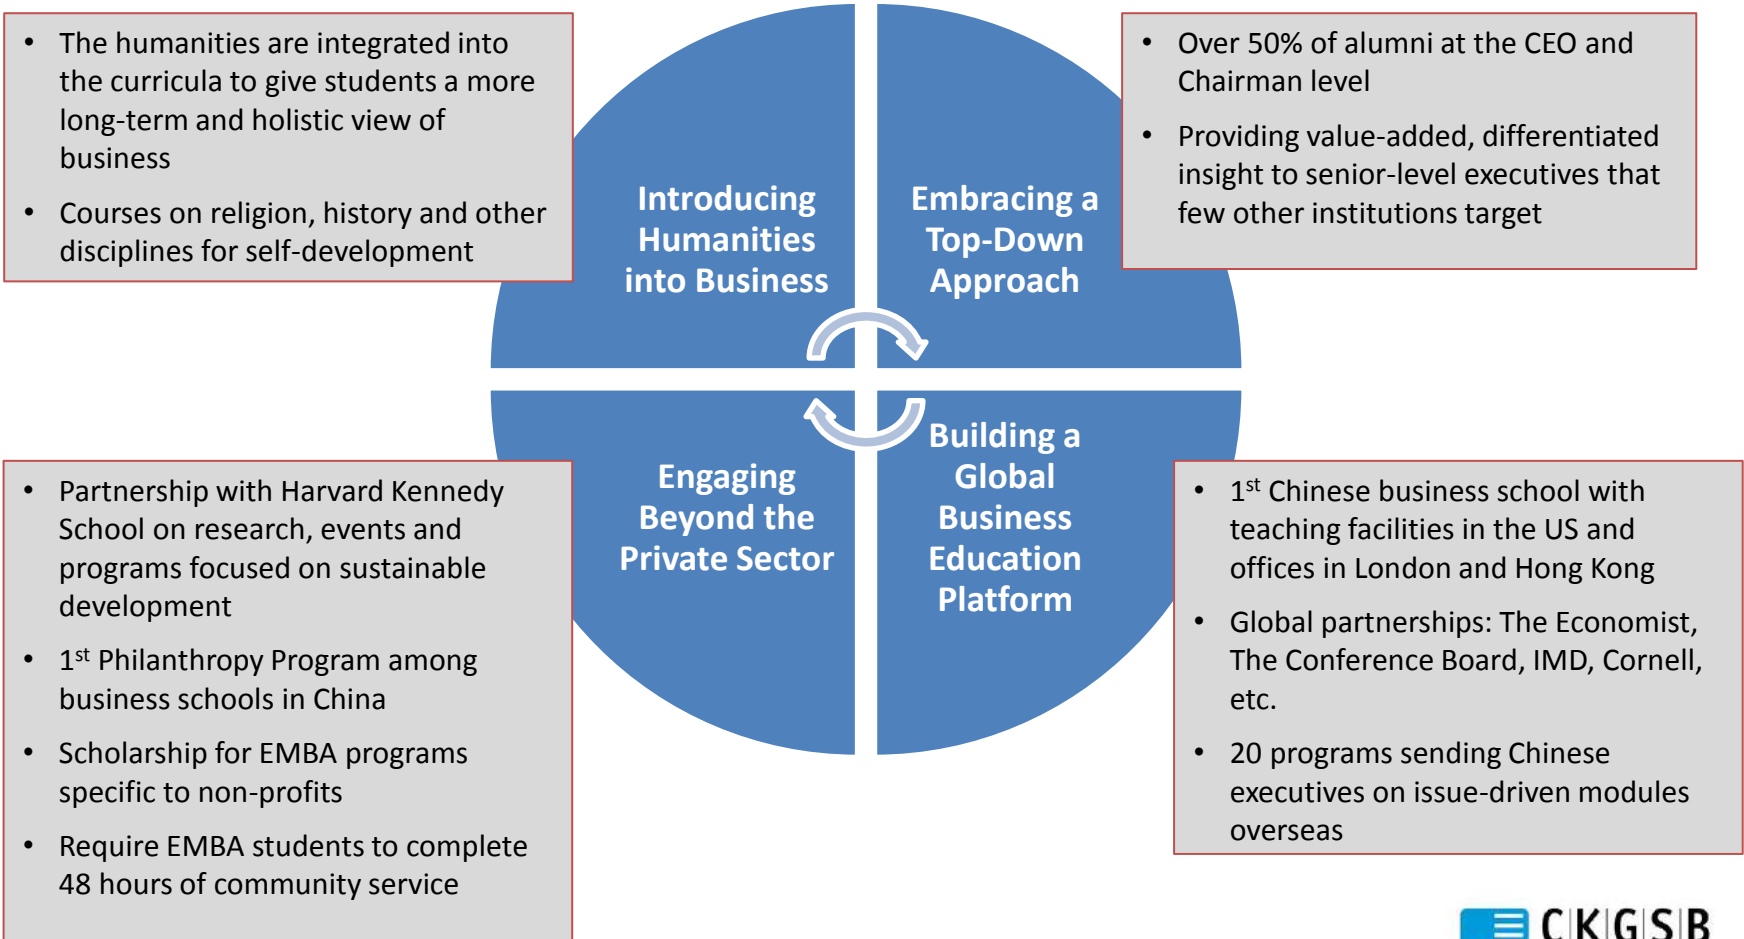 • The humanities are integrated into
the curricula to give students a more
long-term and holistic view of
business
• Courses on religion, history and other
disciplines for self-development
Introducing
Humanities
into Business
Embracing a
Top-Down
Approach
• Over 50% of alumni at the CEO and
Chairman level
• Providing value-added, differentiated
insight to senior-level executives that
few other institutions target
• Partnership with Harvard Kennedy
School on research, events and
programs focused on sustainable
development
• 1st Philanthropy Program among
business schools in China
• Scholarship for EMBA programs
specific to non-profits
• Require EMBA students to complete
48 hours of community service
Engaging
Beyond the
Private Sector
Building a
Global
Business
Education
Platform
• 1st Chinese business school with
teaching facilities in the US and
offices in London and Hong Kong
• Global partnerships: The Economist,
The Conference Board, IMD, Cornell,
etc.
• 20 programs sending Chinese
executives on issue-driven modules
overseas
C|K|G|S|B